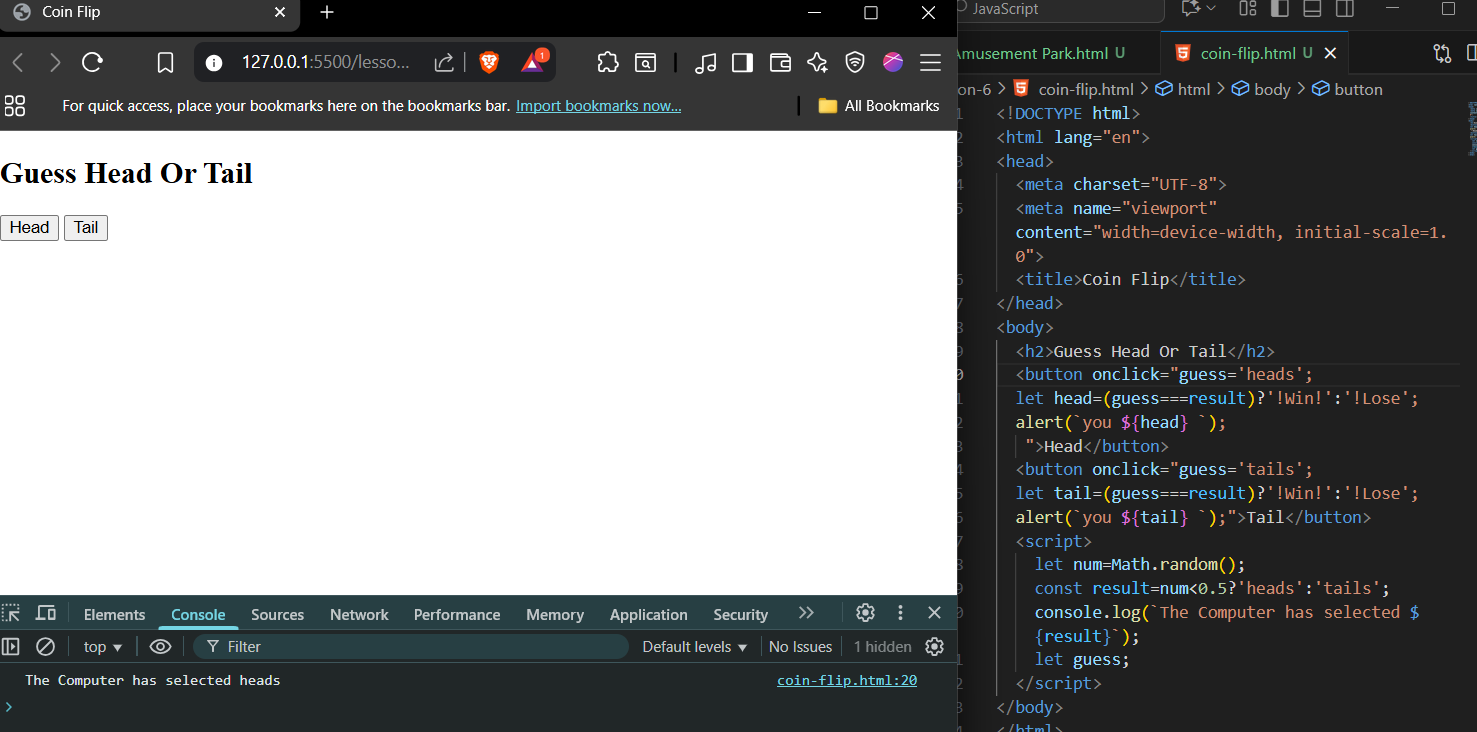 Coin Flip
127.0.0.1:5500/lesso...
1
For quick access, place your bookmarks here on the bookmarks bar. Import bookmarks now...
All Bookmarks
Guess Head Or Tail
Head Tail
Elements Console Sources Network Performance Memory Application Security
top Filter Default levels No Issues 1 hidden
The Computer has selected heads coin-flip.html:20
JavaScript
Amusement Park.html U coin-flip.html U
on-6 > coin-flip.html > html > body > button
<!DOCTYPE html>
<html lang="en">
<head>
<meta charset="UTF-8">
<meta name="viewport"
content="width=device-width, initial-scale=1.
0">
<title>Coin Flip</title>
</head>
<body>
<h2>Guess Head Or Tail</h2>
<button onclick="guess='heads';
let head=(guess===result)?'!Win!':'!Lose';
alert(`you ${head} `);
">Head</button>
<button onclick="guess='tails';
let tail=(guess===result)?'!Win!':'!Lose';
alert(`you ${tail} `);">Tail</button>
<script>
let num=Math.random();
const result=num<0.5?'heads':'tails';
console.log(`The Computer has selected $
{result}`);
let guess;
</script>
</body>
</html>